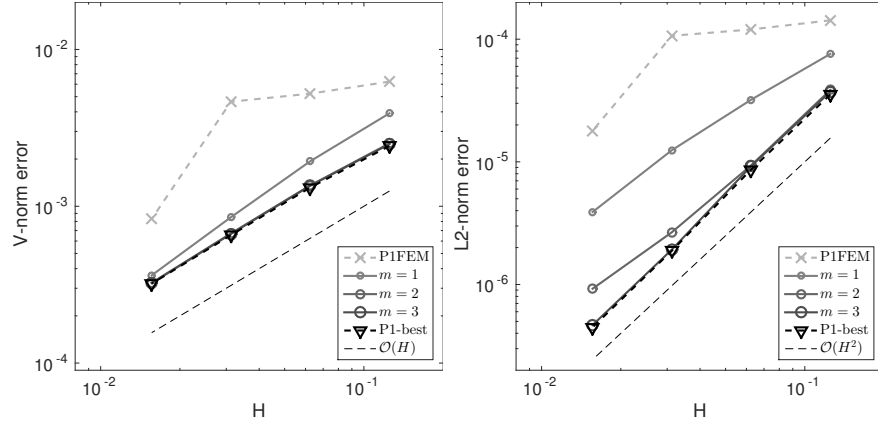 V-norm error
10^{-2}
10^{-3}
10^{-4}
10^{-2}
10^{-1}
H
P1FEM
m = 1
m = 2
m = 3
P1-best
𝒪(H)
L2-norm error
10^{-4}
10^{-5}
10^{-6}
10^{-2}
10^{-1}
H
P1FEM
m = 1
m = 2
m = 3
P1-best
𝒪(H^2)